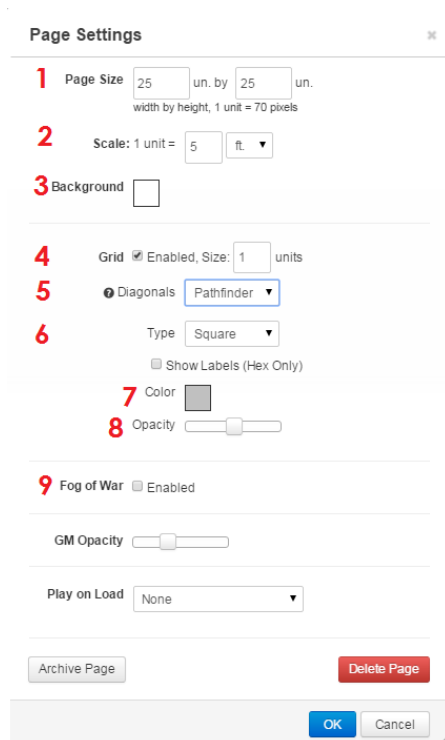 Page Settings ×
1 Page Size 25 un. by 25 un.
width by height, 1 unit = 70 pixels
2 Scale: 1 unit = 5 ft. ▼
3 Background
4 Grid Enabled, Size: 1 units
5 ? Diagonals Pathfinder ▼
6 Type Square ▼
Show Labels (Hex Only)
7 Color
8 Opacity
9 Fog of War Enabled
GM Opacity
Play on Load None ▼
Archive Page Delete Page
OK Cancel